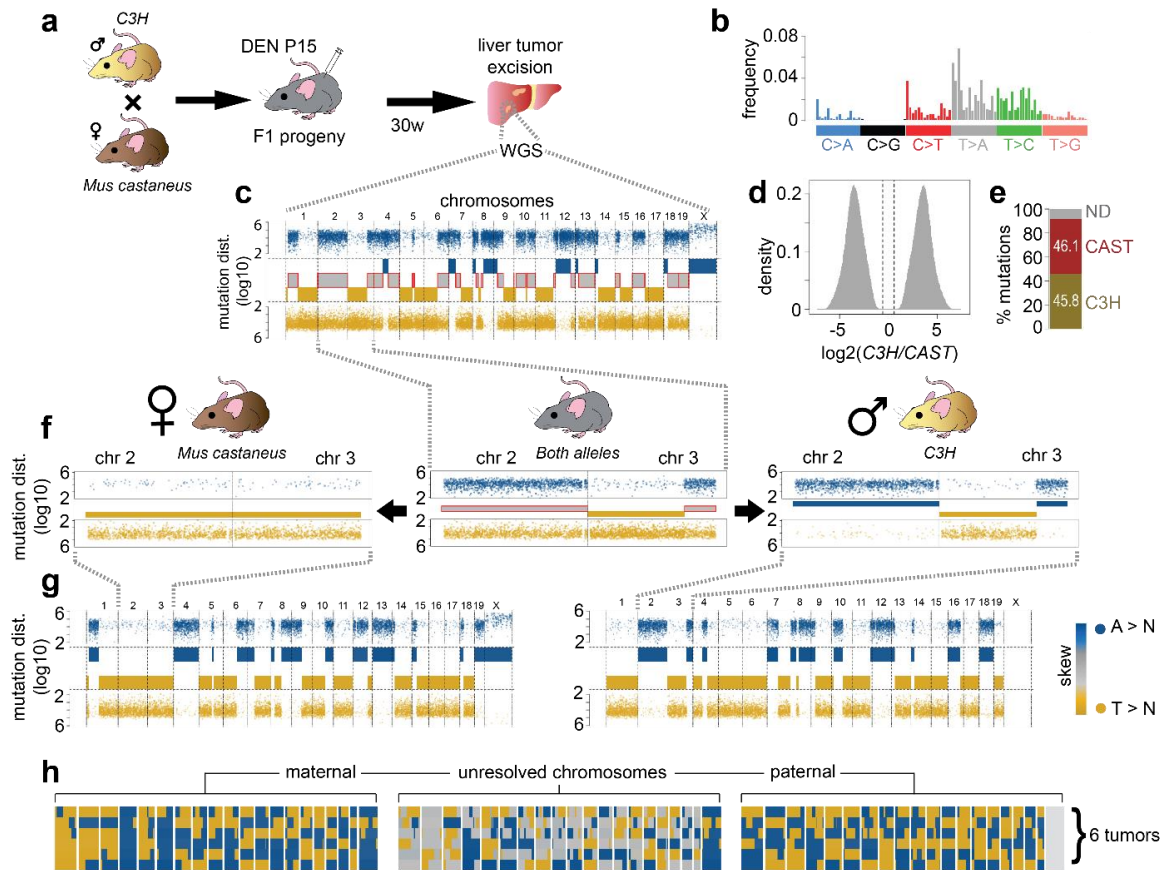 a
C3H
♂
×
♀
Mus castaneus
DEN P15
F1 progeny
30w
liver tumor
excision
WGS
b
frequency
0.08
0.04
0
C>A
C>G
C>T
T>A
T>C
T>G
c
chromosomes
1 2 3 4 5 6 7 8 9 10 11 12 13 14 15 16 17 18 19 X
mutation dist.
(log10)
6
2
2
6
d
density
0.2
0.1
0
-5 0 5
log2(C3H/CAST)
e
% mutations
100
80
60
40
20
0
ND
46.1 CAST
45.8 C3H
f
♀
Mus castaneus
chr 2 chr 3
mutation dist.
(log10)
6
2
2
6
Both alleles
chr 2 chr 3
6
2
2
6
♂
C3H
chr 2 chr 3
6
2
2
6
g
mutation dist.
(log10)
1 2 3 4 5 6 7 8 9 10 11 12 13 14 15 16 17 18 19 X
6
2
2
6
1 2 3 4 5 6 7 8 9 10 11 12 13 14 15 16 17 18 19 X
6
2
2
6
skew
A > N
T > N
h
maternal
unresolved chromosomes
paternal
6 tumors